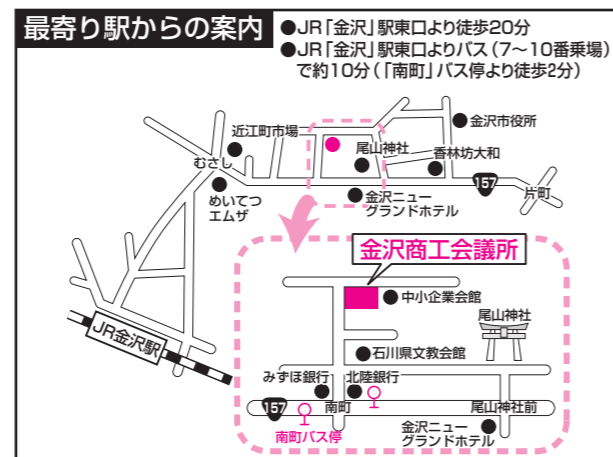 最寄り駅からの案内
●JR「金沢」駅東口より徒歩20分
●JR「金沢」駅東口よりバス(7〜10番乗場)
で約10分(「南町」バス停より徒歩2分)
金沢市役所
近江町市場
尾山神社
むさし
香林坊大和
157
片町
めいてつ
エムザ
金沢ニュー
グランドホテル
金沢商工会議所
中小企業会館
尾山神社
JR金沢駅
石川県文教会館
みずほ銀行
北陸銀行
157
南町
尾山神社前
南町バス停
金沢ニュー
グランドホテル